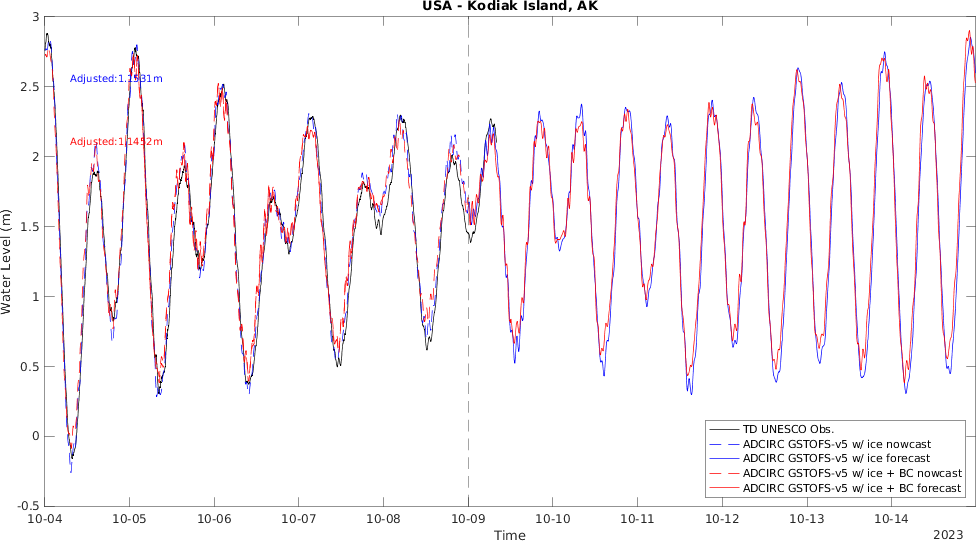 USA - Kodiak Island, AK
3
2.5
2
1.5
1
0.5
0
-0.5
Water Level (m)
Adjusted:1.1531m
Adjusted:1.1452m
TD UNESCO Obs.
ADCIRC GSTOFS-v5 w/ ice nowcast
ADCIRC GSTOFS-v5 w/ ice forecast
ADCIRC GSTOFS-v5 w/ ice + BC nowcast
ADCIRC GSTOFS-v5 w/ ice + BC forecast
10-04 10-05 10-06 10-07 10-08 10-09 10-10 10-11 10-12 10-13 10-14
Time
2023